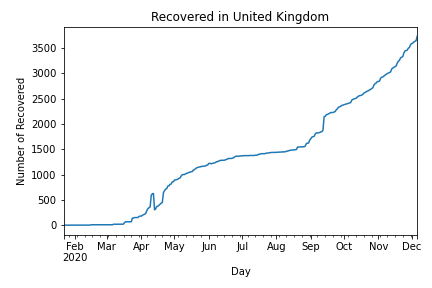 Recovered in United Kingdom
Number of Recovered
3500
3000
2500
2000
1500
1000
500
0
Feb Mar Apr May Jun Jul Aug Sep Oct Nov Dec
2020
Day